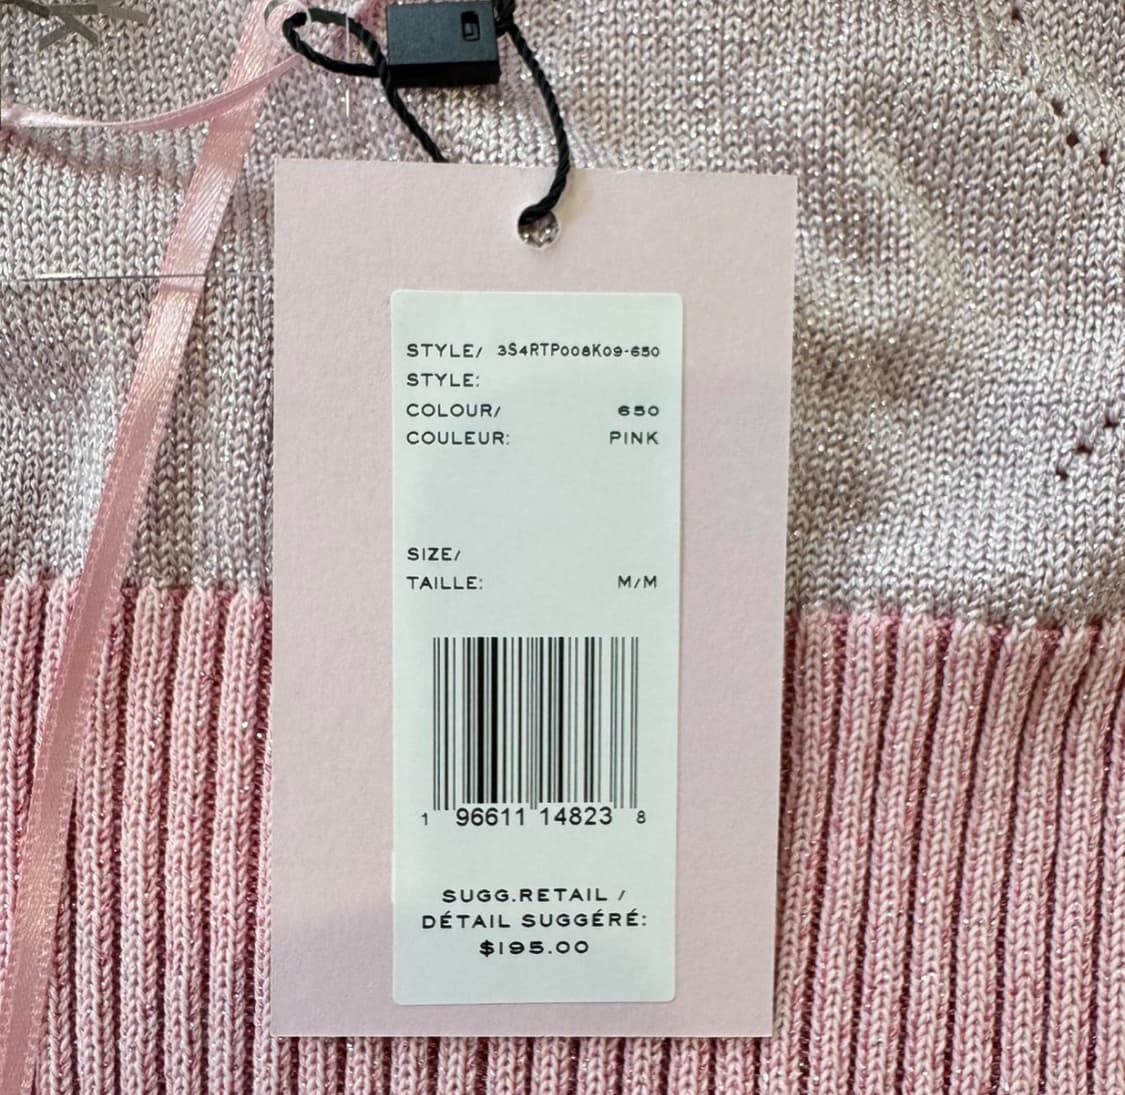 STYLE/ 3S4RTP008K09-650
STYLE:
COLOUR/ 650
COULEUR: PINK
SIZE/
TAILLE: M/M
1 96611 14823 8
SUGG.RETAIL /
DÉTAIL SUGGÉRÉ:
$195.00